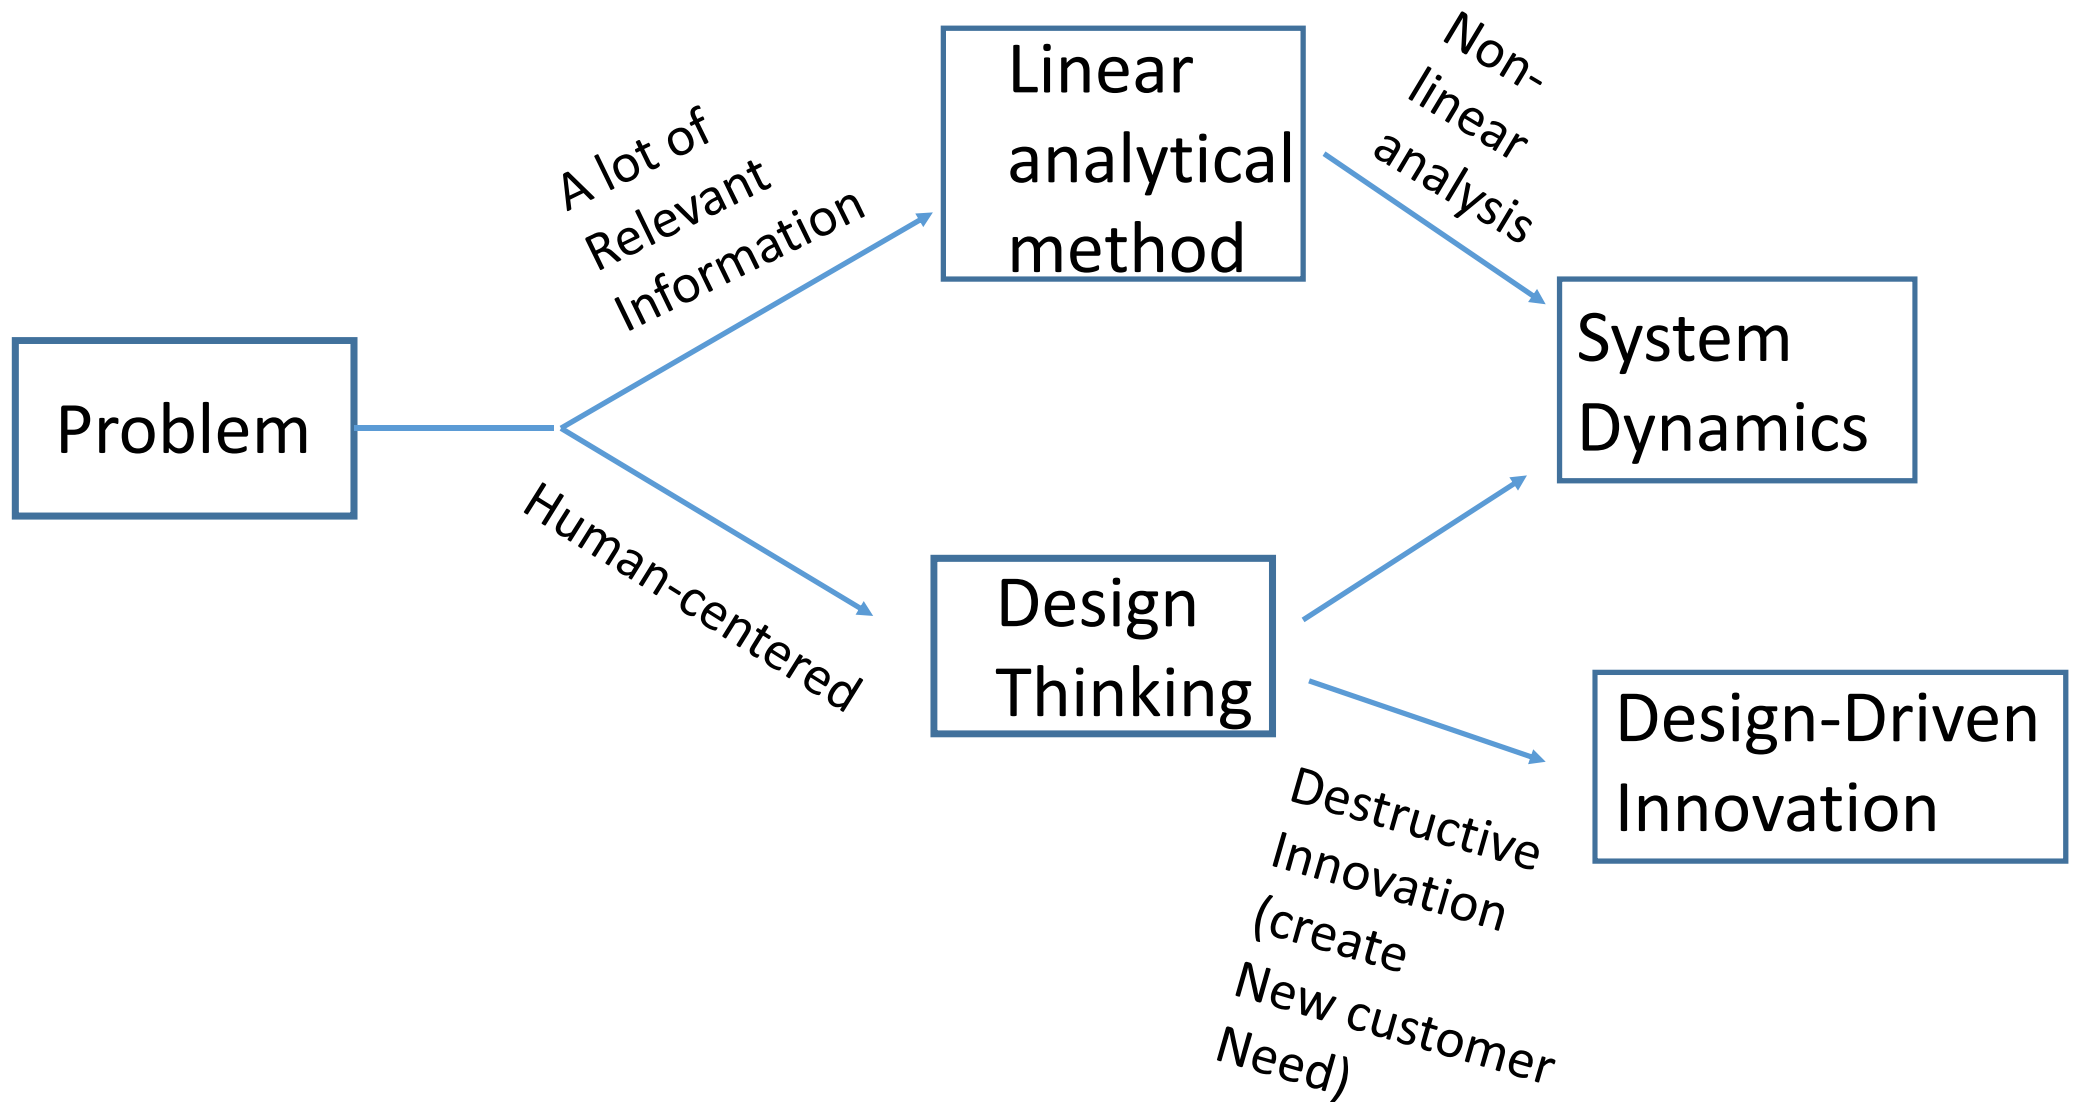 Problem
A lot of
Relevant
Information
Human-centered
Linear
analytical
method
Non-
linear
analysis
System
Dynamics
Design
Thinking
Destructive
Innovation
(create
New customer
Need)
Design-Driven
Innovation